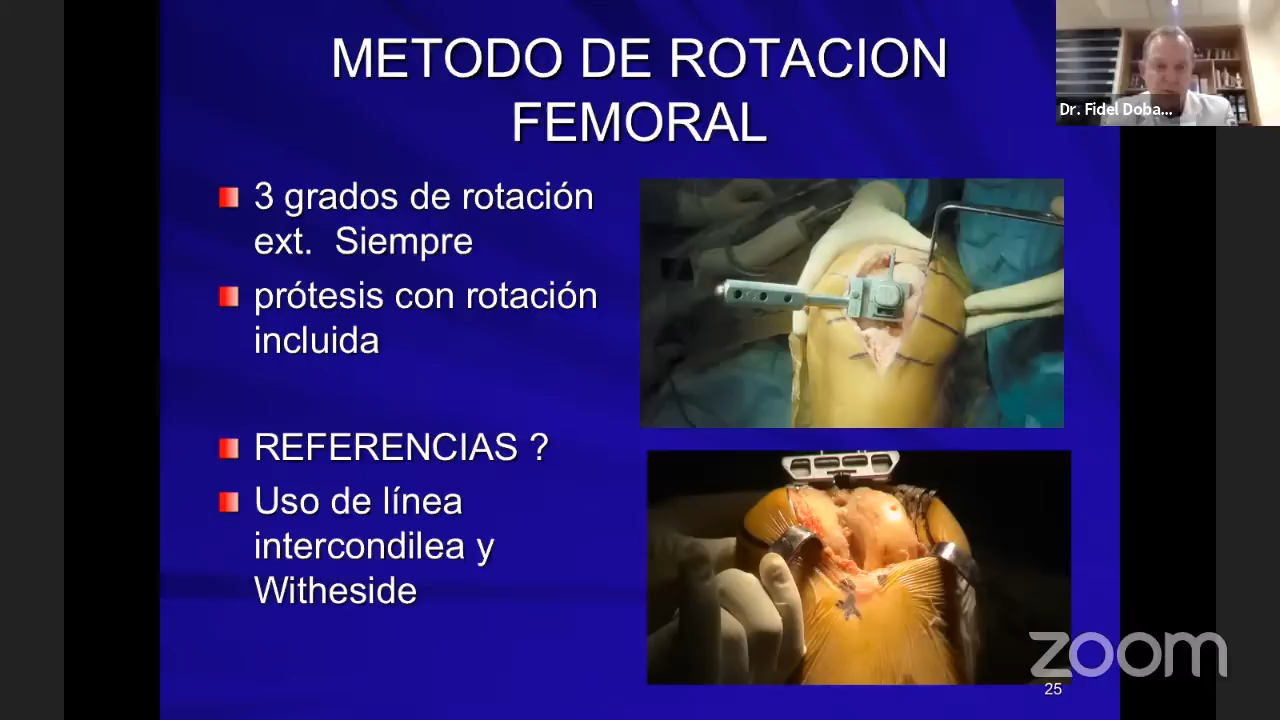 METODO DE ROTACION
FEMORAL
Dr. Fidel Doba...
3 grados de rotación
ext.  Siempre
prótesis con rotación
incluida
REFERENCIAS ?
Uso de línea
intercondilea y
Witheside
zoom
25